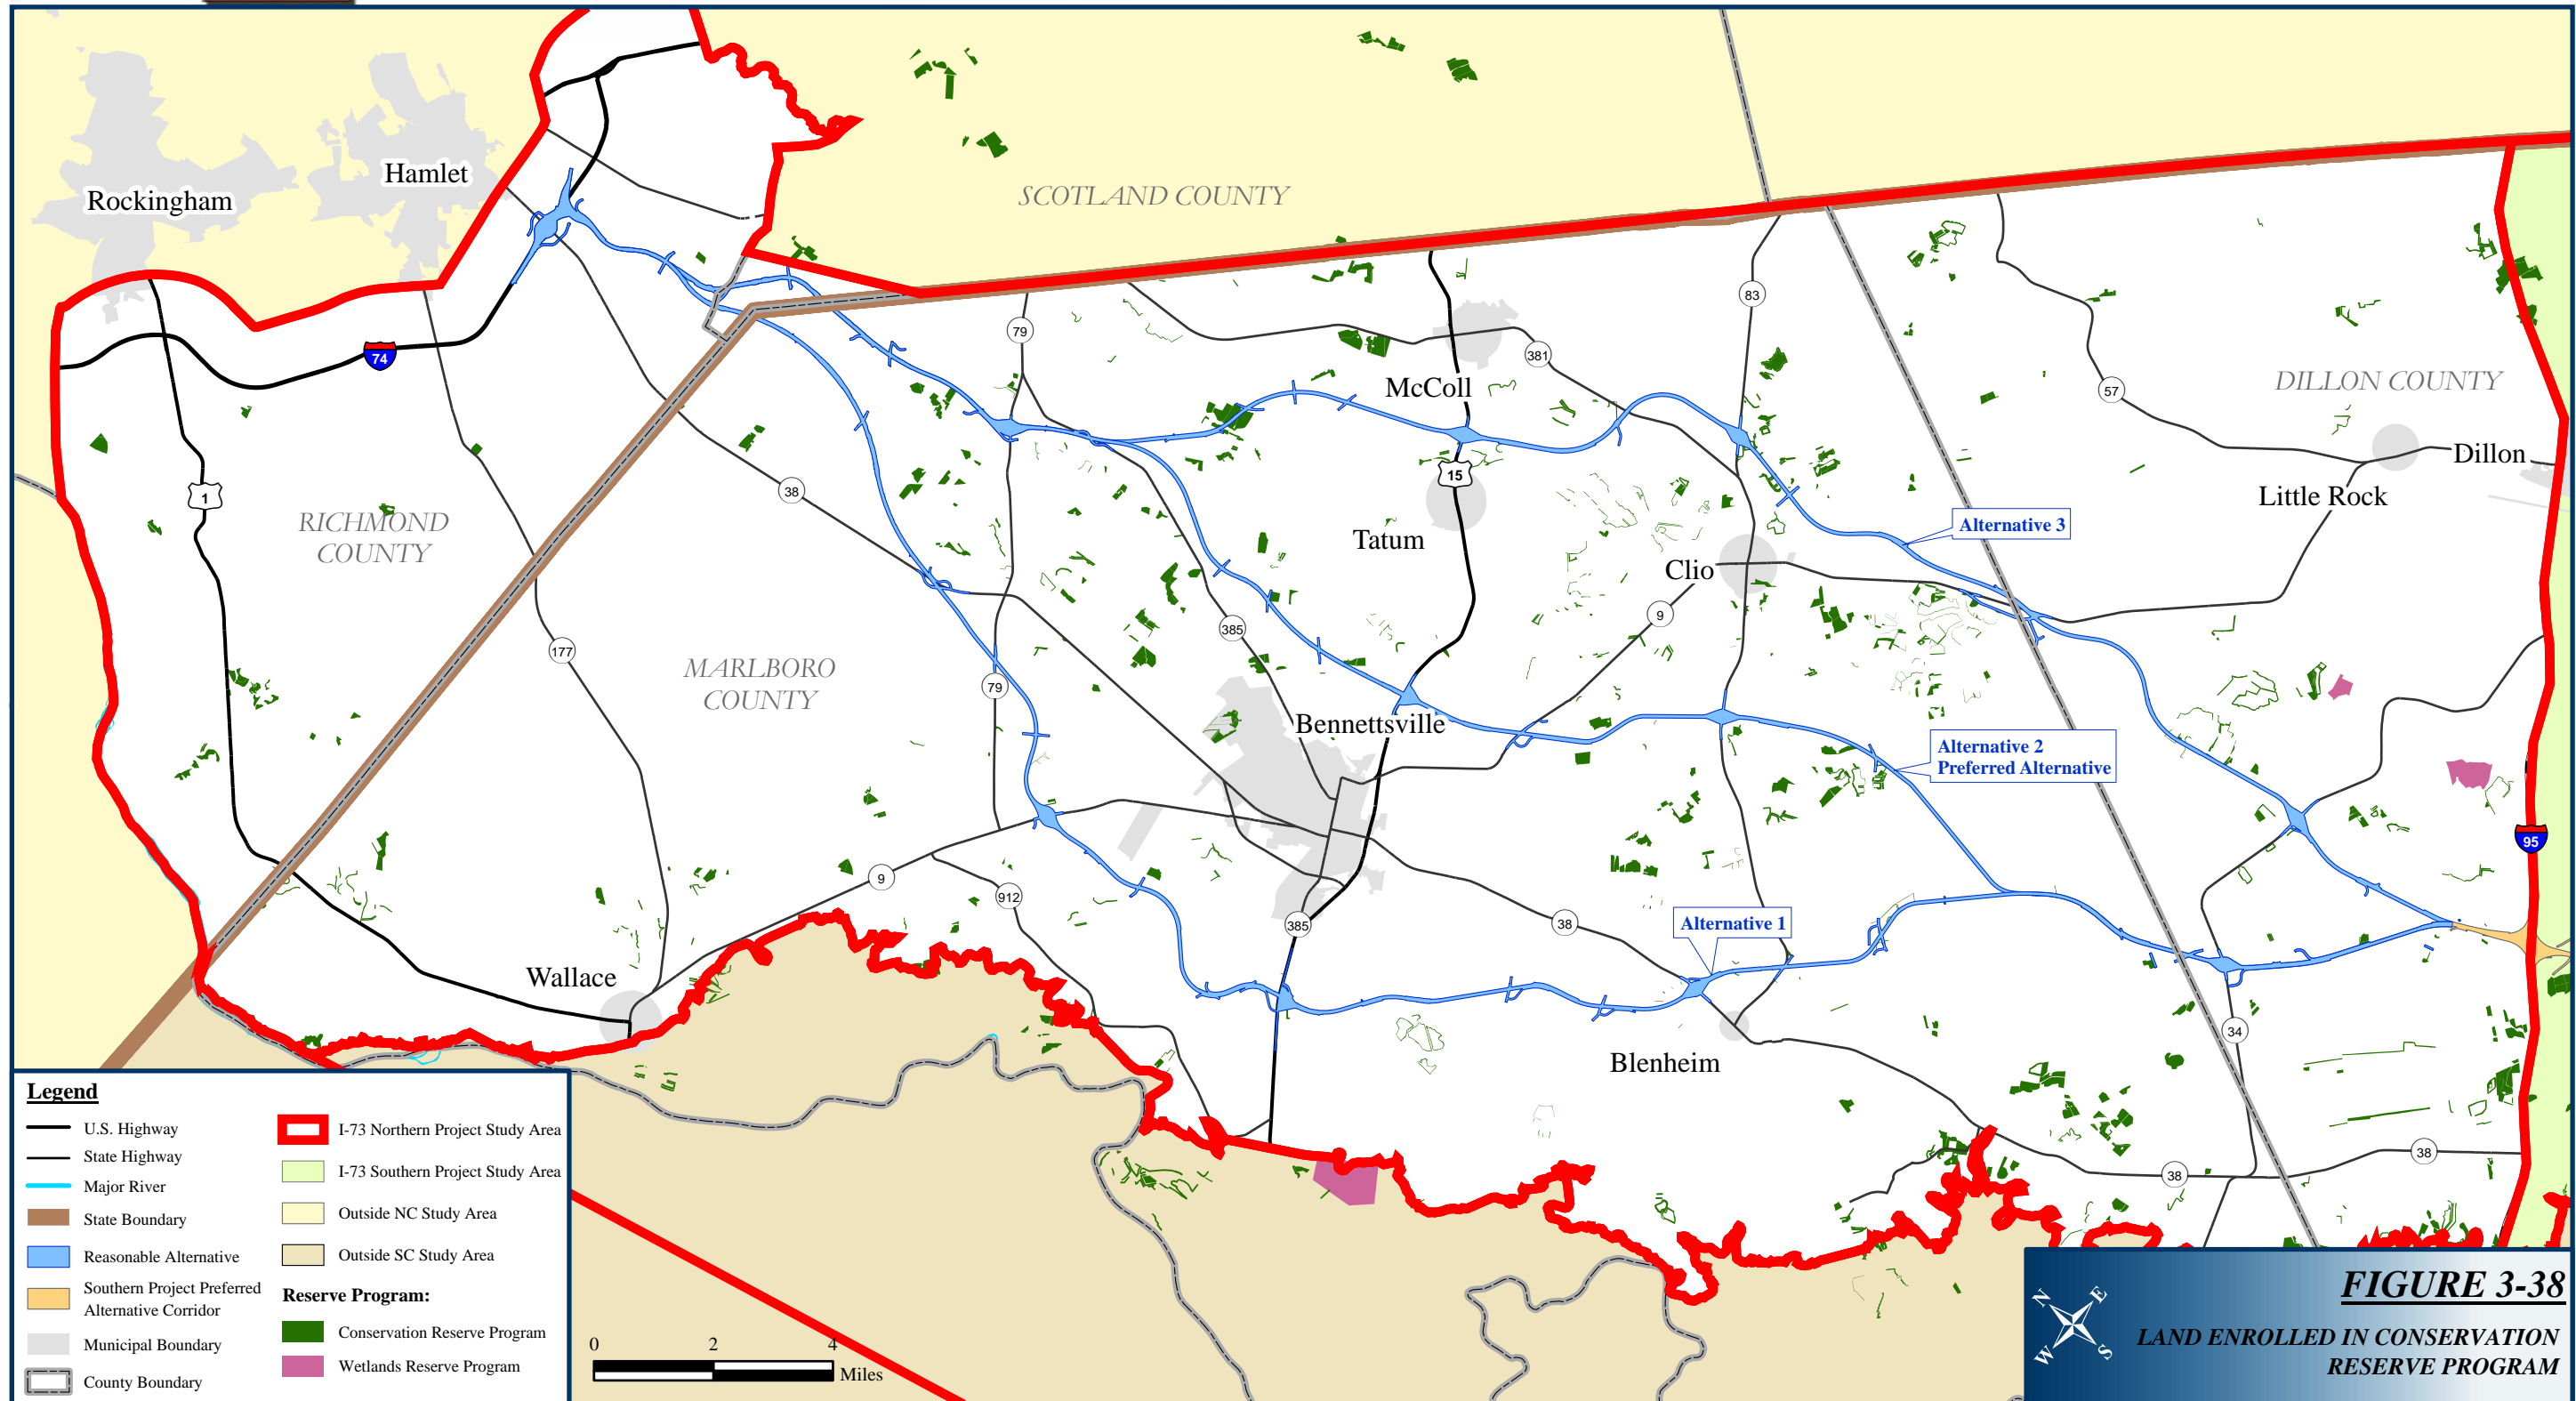 Rockingham
Hamlet
SCOTLAND COUNTY
74
1
RICHMOND
COUNTY
38
177
MARLBORO
COUNTY
79
79
381
83
McColl
15
Tatum
Clio
9
385
Bennettsville
57
DILLON COUNTY
Dillon
Little Rock
Alternative 3
Alternative 2
Preferred Alternative
Alternative 1
95
9
912
385
38
34
Wallace
Blenheim
38
38
Legend
U.S. Highway
State Highway
Major River
State Boundary
Reasonable Alternative
Southern Project Preferred
Alternative Corridor
Municipal Boundary
County Boundary
I-73 Northern Project Study Area
I-73 Southern Project Study Area
Outside NC Study Area
Outside SC Study Area
Reserve Program:
Conservation Reserve Program
Wetlands Reserve Program
0 2 4
Miles
N
E
W
S
FIGURE 3-38
LAND ENROLLED IN CONSERVATION
RESERVE PROGRAM